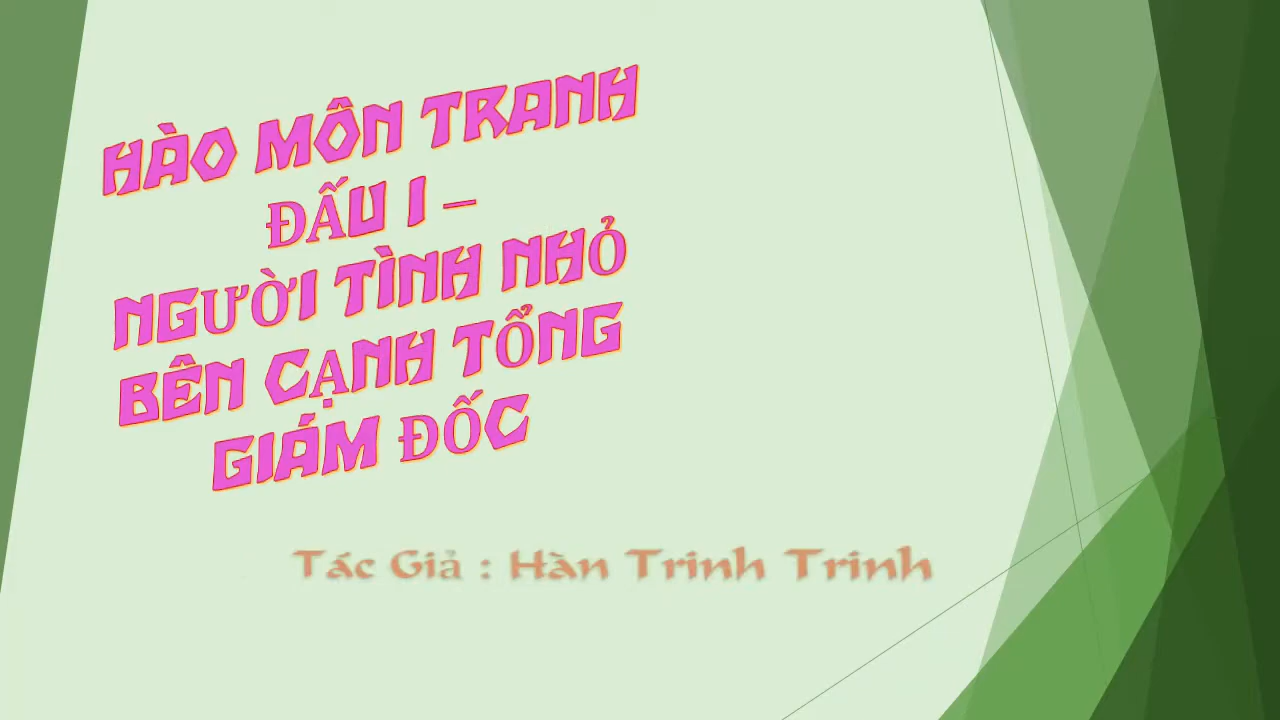 HÀO MÔN TRANH
ĐẤU I –
NGƯỜI TÌNH NHỎ
BÊN CẠNH TỔNG
GIÁM ĐỐC
Tác Giả : Hàn Trinh Trinh